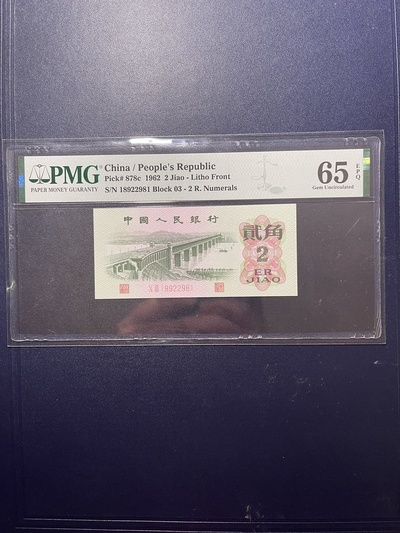 PMG
PAPER MONEY GUARANTY
China / People's Republic
Pick# 878c 1962 2 Jiao - Litho Front
S/N 18922981 Block 03 - 2 R. Numerals
65 EPQ
Gem Uncirculated
中國人民銀行
貳角
2
ER
JIAO
18922981